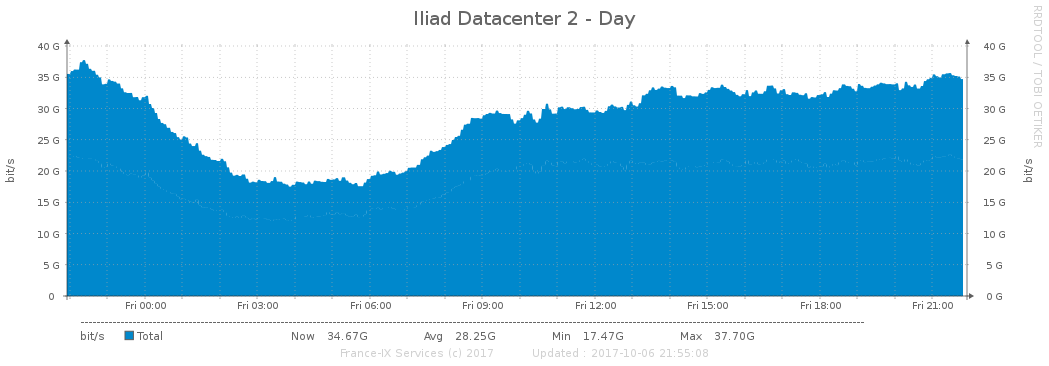 Iliad Datacenter 2 - Day
RRDTOOL / TOBI OETIKER
40 G 40 G
35 G 35 G
30 G 30 G
25 G 25 G
20 G 20 G
15 G 15 G
10 G 10 G
5 G 5 G
0 0 G
bit/s bit/s
Fri 00:00 Fri 03:00 Fri 06:00 Fri 09:00 Fri 12:00 Fri 15:00 Fri 18:00 Fri 21:00
bit/s Total Now 34.67G Avg 28.25G Min 17.47G Max 37.70G
France-IX Services (c) 2017 Updated : 2017-10-06 21:55:08